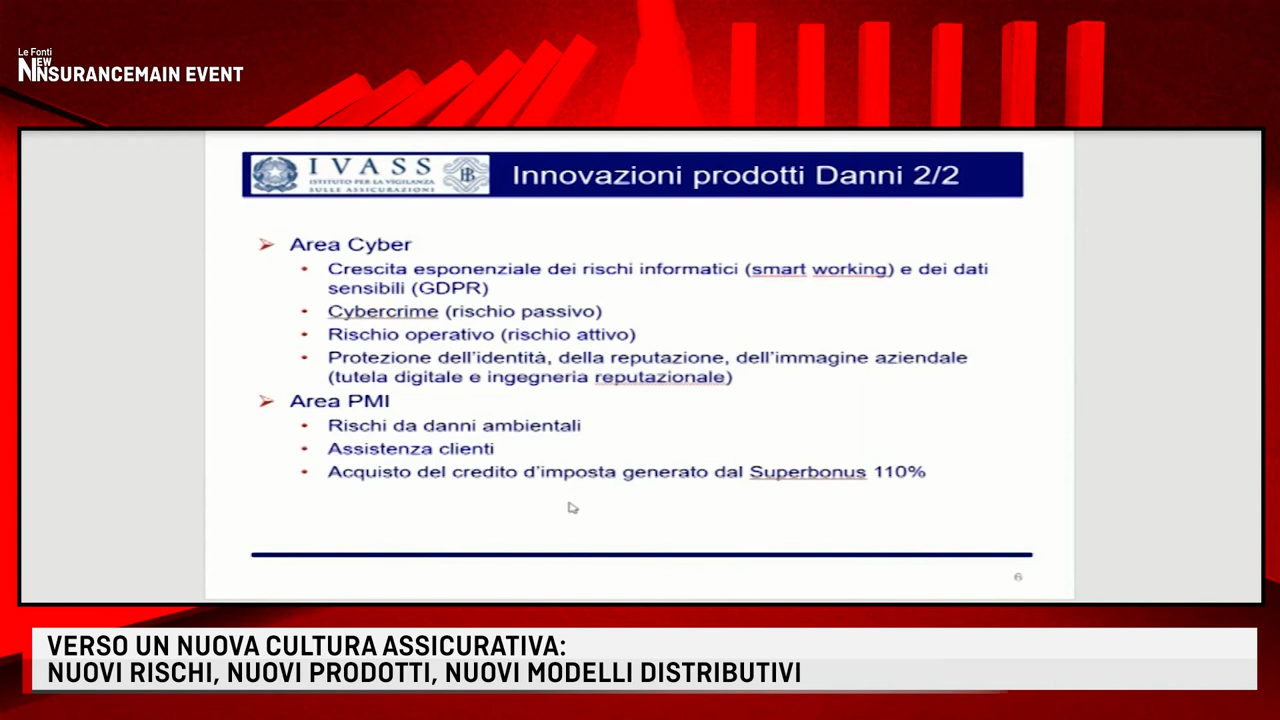 Le Fonti
NEW
INSURANCEMAIN EVENT
IVASS
ISTITUTO PER LA VIGILANZA
SULLE ASSICURAZIONI
Innovazioni prodotti Danni 2/2
Area Cyber
• Crescita esponenziale dei rischi informatici (smart working) e dei dati
sensibili (GDPR)
• Cybercrime (rischio passivo)
• Rischio operativo (rischio attivo)
• Protezione dell'identità, della reputazione, dell'immagine aziendale
(tutela digitale e ingegneria reputazionale)
Area PMI
• Rischi da danni ambientali
• Assistenza clienti
• Acquisto del credito d'imposta generato dal Superbonus 110%
6
VERSO UN NUOVA CULTURA ASSICURATIVA:
NUOVI RISCHI, NUOVI PRODOTTI, NUOVI MODELLI DISTRIBUTIVI